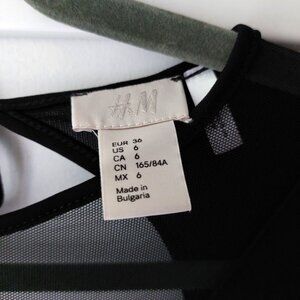 H&M
EUR 36
US 6
CA 6
CN 165/84A
MX 6
Made in
Bulgaria